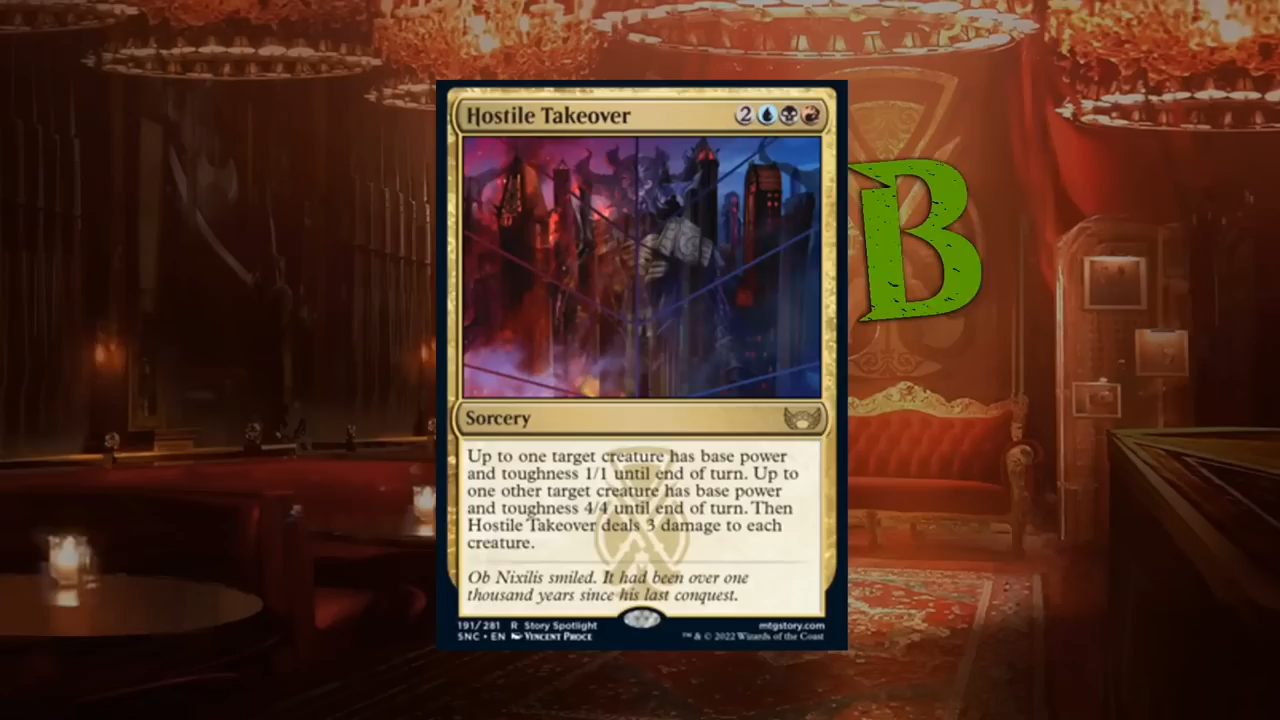 Hostile Takeover
2
B
Sorcery
Up to one target creature has base power
and toughness 1/1 until end of turn. Up to
one other target creature has base power
and toughness 4/4 until end of turn. Then
Hostile Takeover deals 3 damage to each
creature.
Ob Nixilis smiled. It had been over one
thousand years since his last conquest.
191/281 R Story Spotlight
SNC • EN Vincent Proce
mtgstory.com
™ & © 2022 Wizards of the Coast